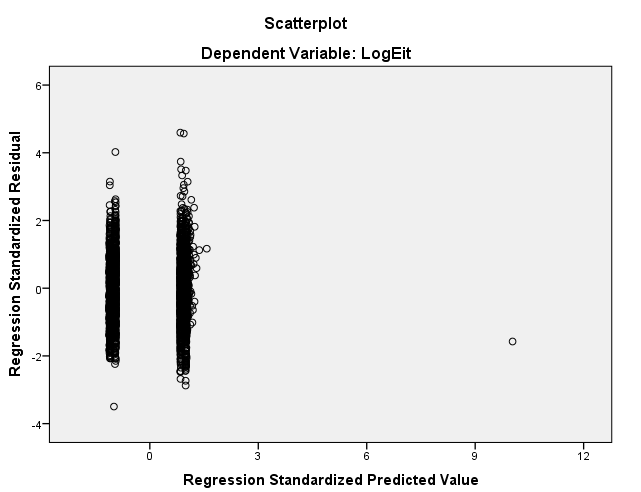 Scatterplot
Dependent Variable: LogEit
Regression Standardized Residual
6
4
2
0
-2
-4
0 3 6 9 12
Regression Standardized Predicted Value